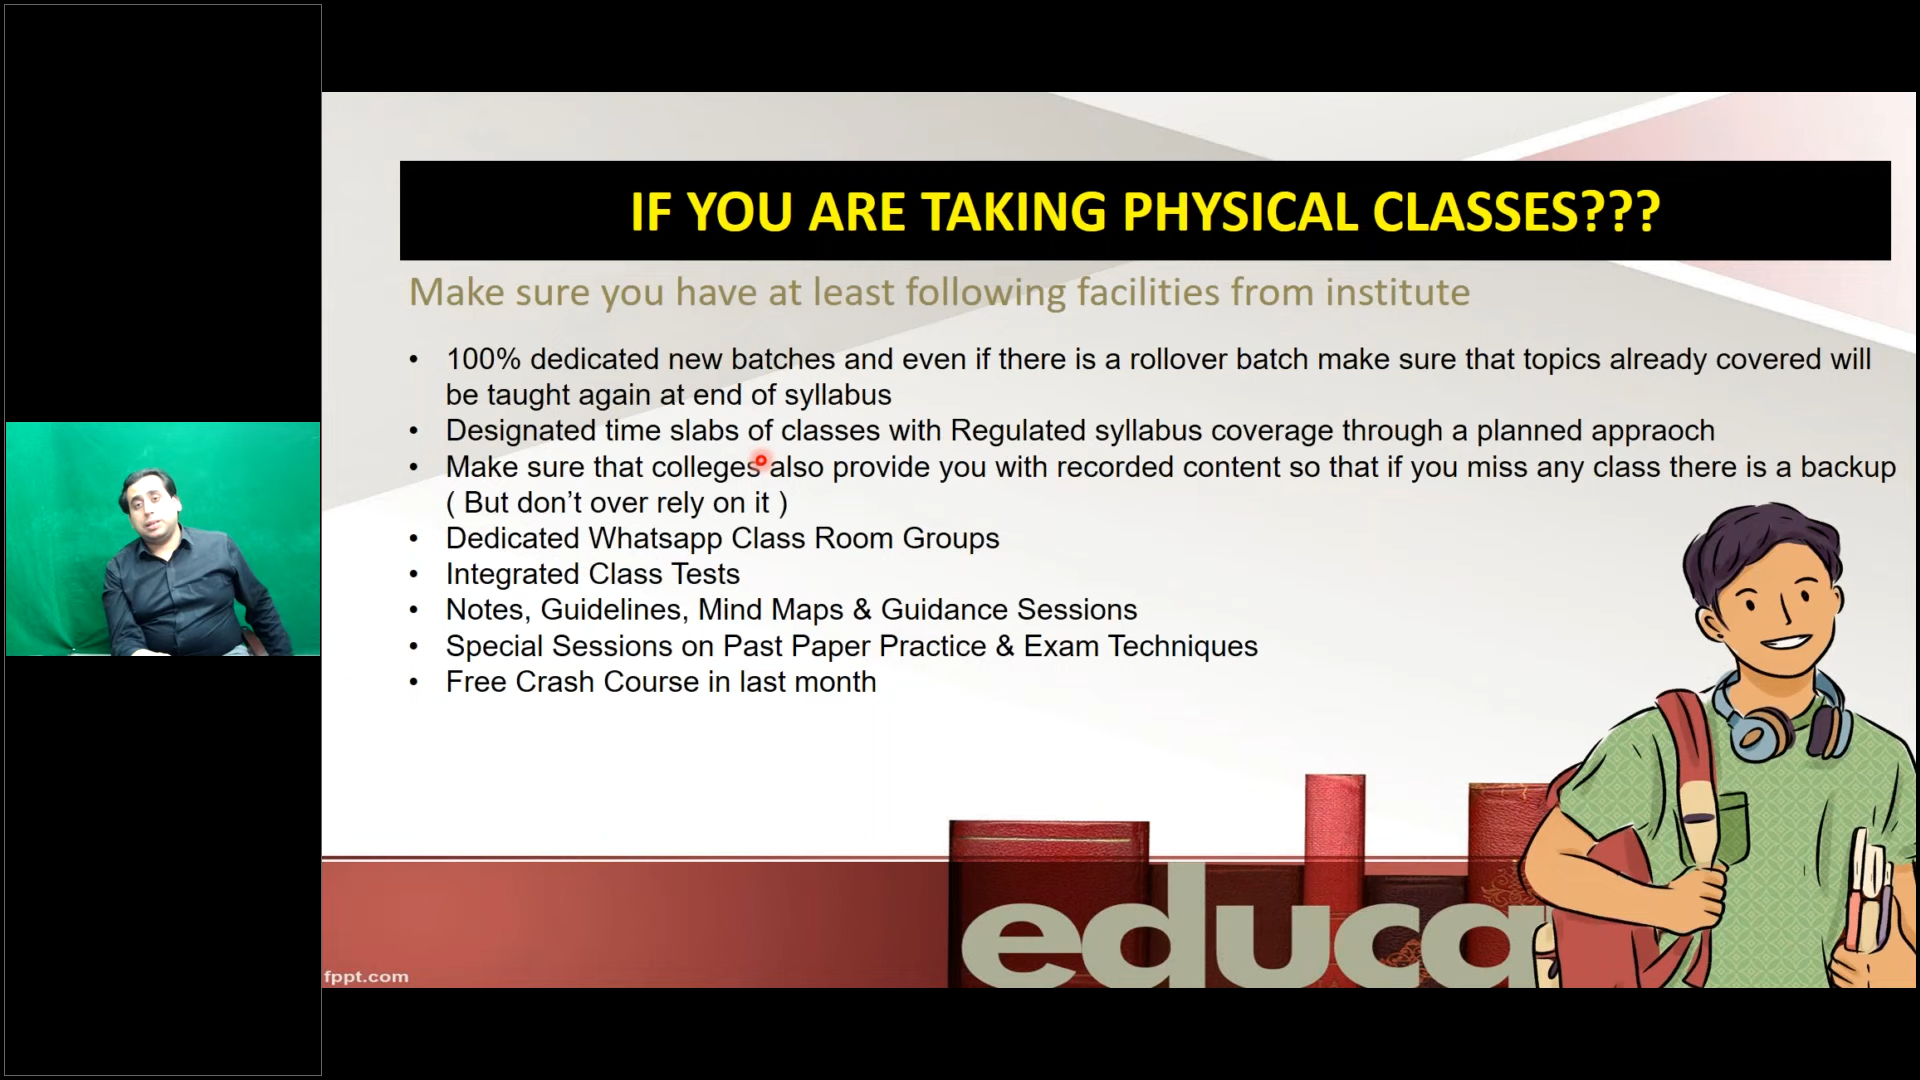 IF YOU ARE TAKING PHYSICAL CLASSES???
Make sure you have at least following facilities from institute
• 100% dedicated new batches and even if there is a rollover batch make sure that topics already covered will
be taught again at end of syllabus
• Designated time slabs of classes with Regulated syllabus coverage through a planned appraoch
• Make sure that colleges also provide you with recorded content so that if you miss any class there is a backup
( But don’t over rely on it )
• Dedicated Whatsapp Class Room Groups
• Integrated Class Tests
• Notes, Guidelines, Mind Maps & Guidance Sessions
• Special Sessions on Past Paper Practice & Exam Techniques
• Free Crash Course in last month
educa
fppt.com